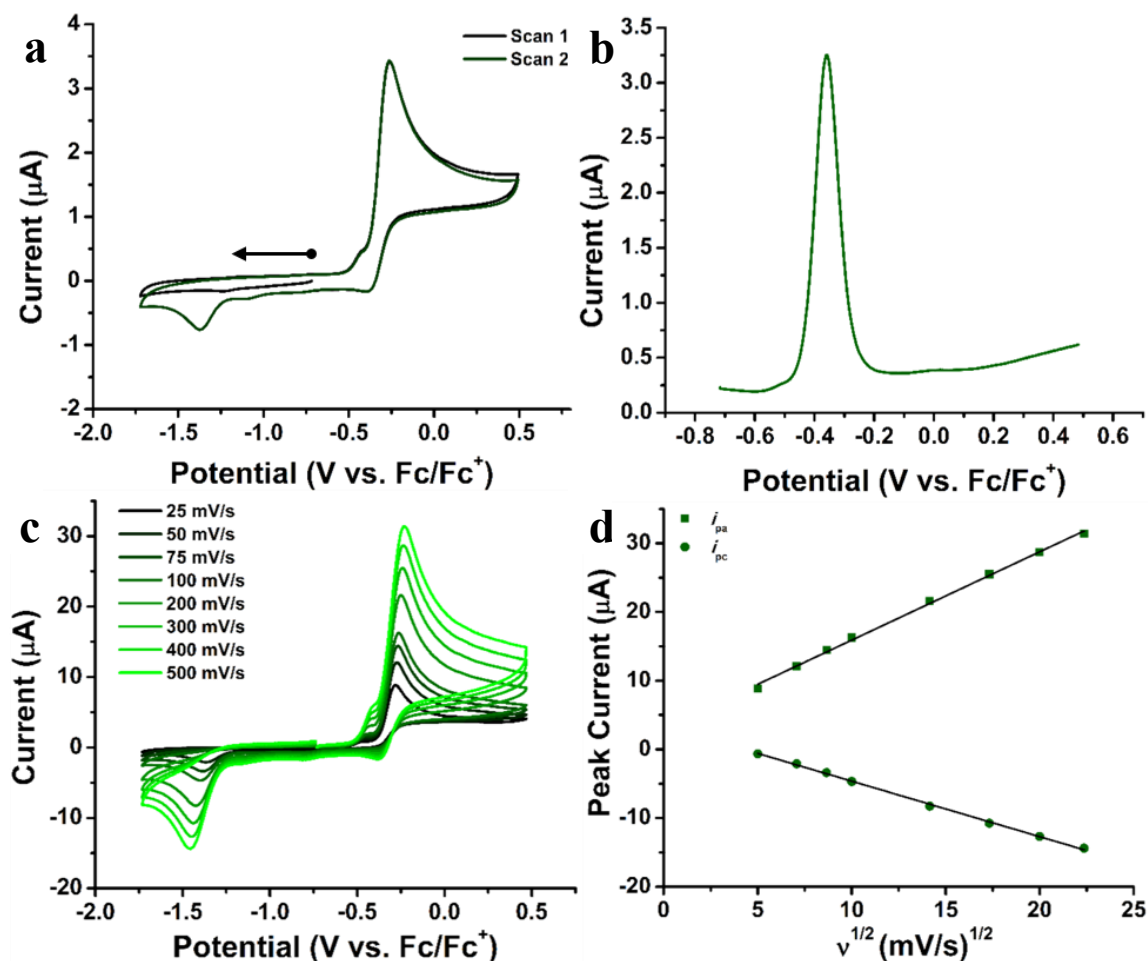 a
Scan 1
Scan 2
4
3
2
1
0
-1
-2
Current (μA)
-2.0 -1.5 -1.0 -0.5 0.0 0.5
Potential (V vs. Fc/Fc⁺)
b
3.5
3.0
2.5
2.0
1.5
1.0
0.5
0.0
Current (μA)
-0.8 -0.6 -0.4 -0.2 0.0 0.2 0.4 0.6
Potential (V vs. Fc/Fc⁺)
c
25 mV/s
50 mV/s
75 mV/s
100 mV/s
200 mV/s
300 mV/s
400 mV/s
500 mV/s
30
20
10
0
-10
-20
Current (μA)
-2.0 -1.5 -1.0 -0.5 0.0 0.5
Potential (V vs. Fc/Fc⁺)
d
i_pa
i_pc
30
20
10
0
-10
-20
Peak Current (μA)
0 5 10 15 20 25
ν^1/2 (mV/s)^1/2